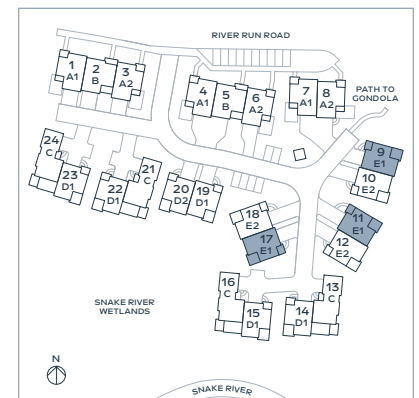 RIVER RUN ROAD
1
A1
2
B
3
A2
4
A1
5
B
6
A2
7
A1
8
A2
PATH TO
GONDOLA
9
E1
10
E2
11
E1
12
E2
24
C
23
D1
22
D1
21
C
20
D2
19
D1
18
E2
17
E1
16
C
15
D1
14
D1
13
C
SNAKE RIVER
WETLANDS
N
SNAKE RIVER